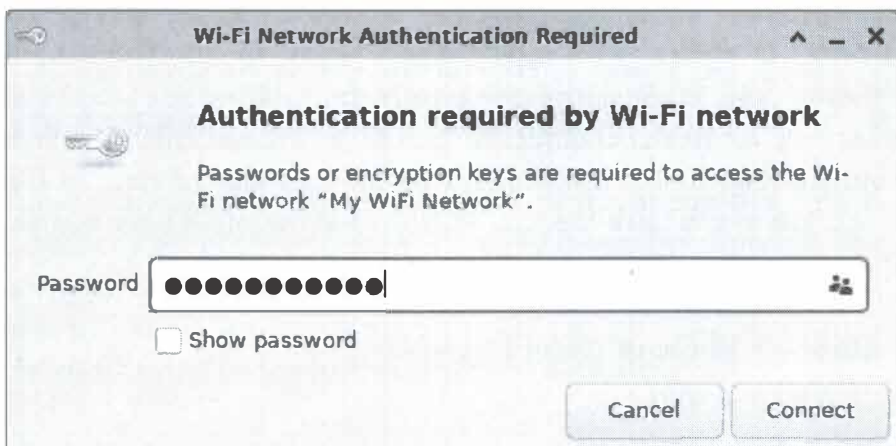 Wi-Fi Network Authentication Required
Authentication required by Wi-Fi network
Passwords or encryption keys are required to access the Wi-
Fi network "My WiFi Network".
Password ●●●●●●●●●●●
Show password
Cancel Connect